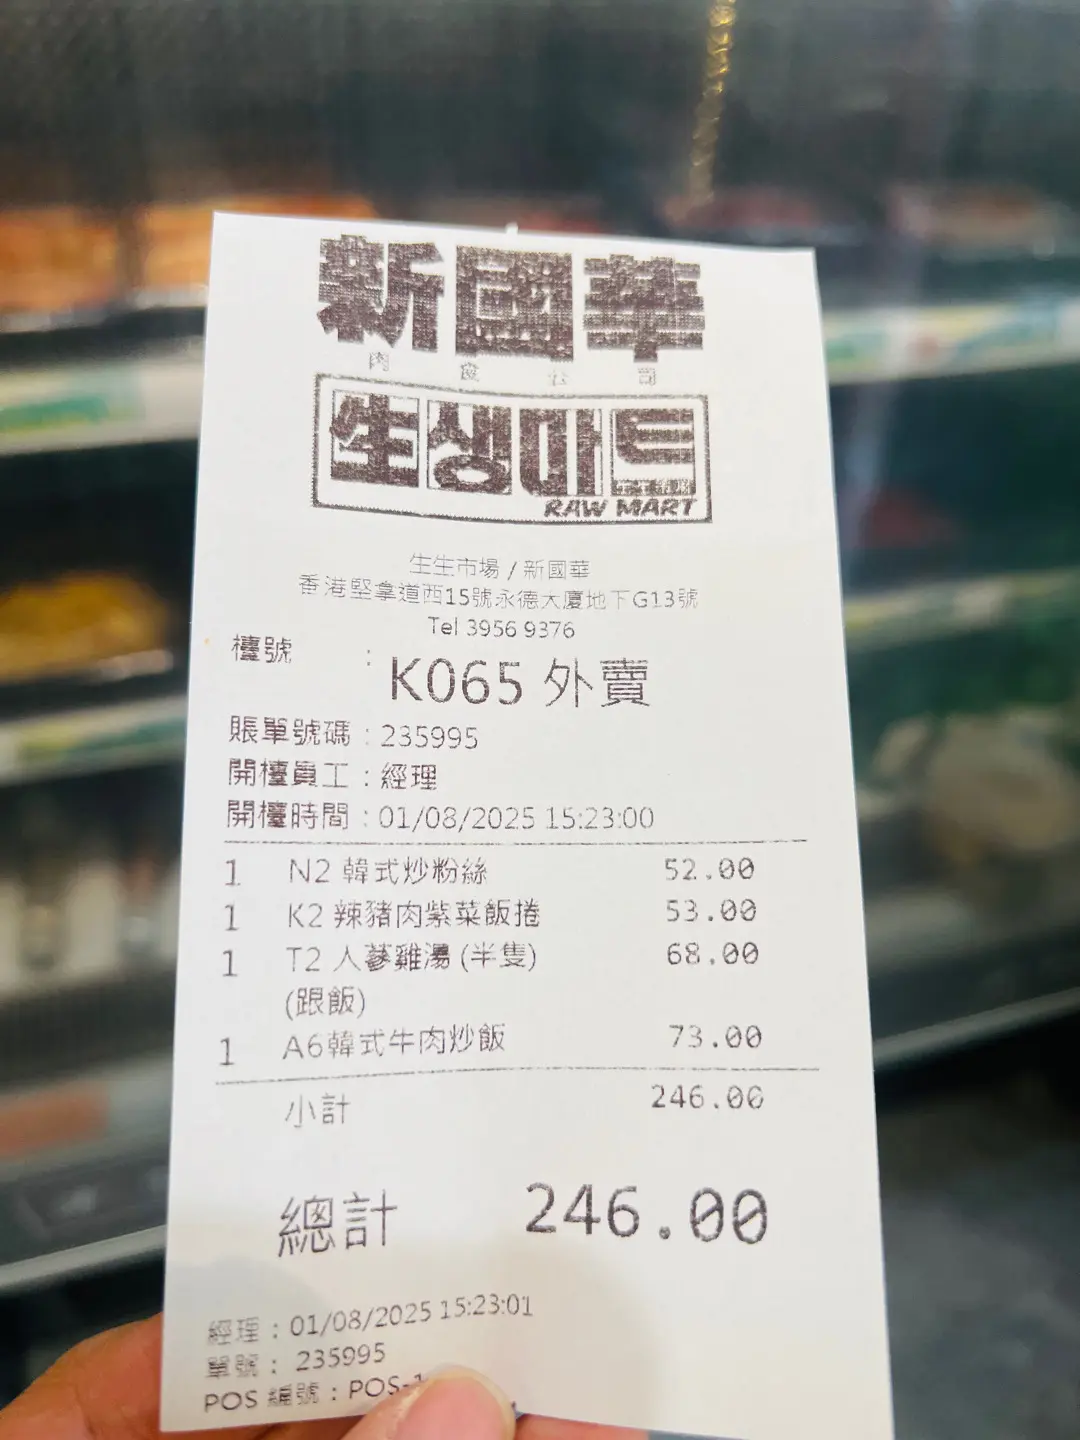 新國華
肉食公司
生생마트
RAW MART
生生市場 / 新國華
香港堅拿道西15號永德大廈地下G13號
Tel 3956 9376
檯號 : K065 外賣
賬單號碼 : 235995
開檯員工 : 經理
開檯時間 : 01/08/2025 15:23:00
1 N2 韓式炒粉絲 52.00
1 K2 辣豬肉紫菜飯捲 53.00
1 T2 人蔘雞湯 (半隻) 68.00
(跟飯)
1 A6韓式牛肉炒飯 73.00
小計 246.00
總計 246.00
經理 : 01/08/2025 15:23:01
單號 : 235995
POS 編號 : POS-1